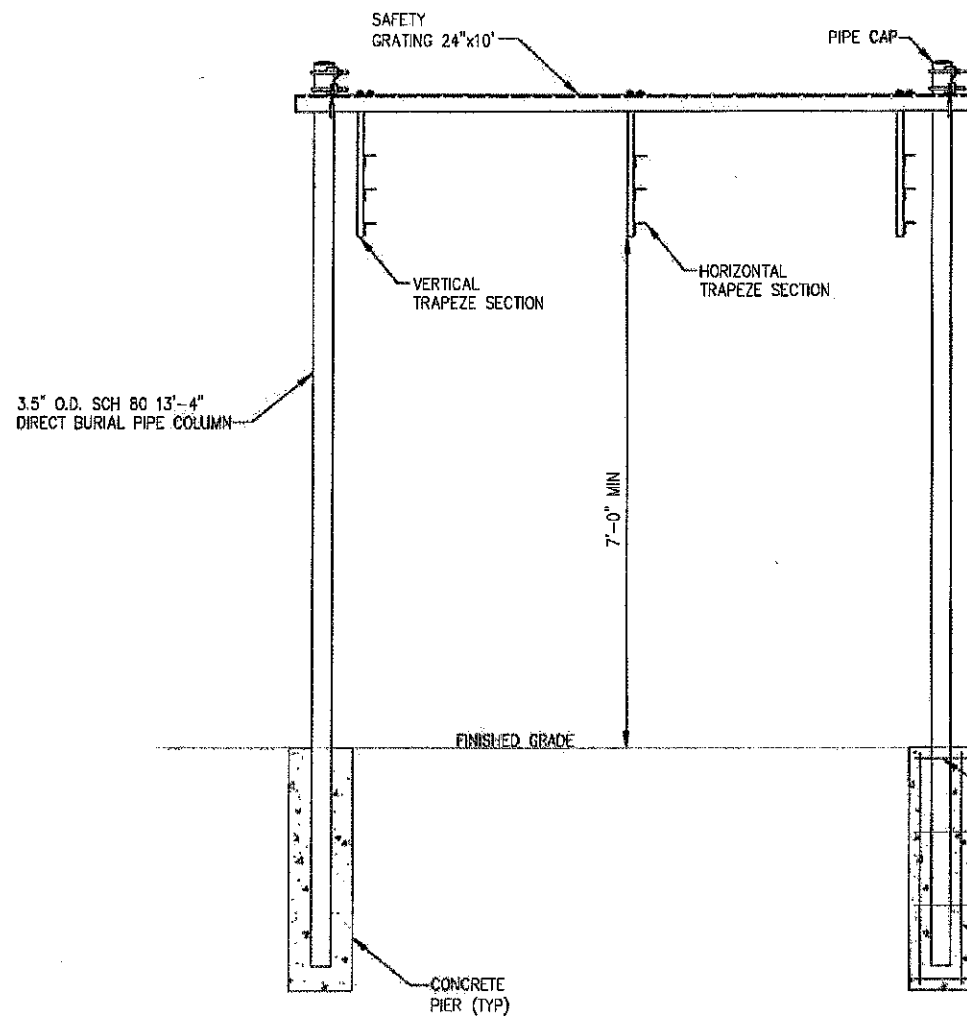 SAFETY
GRATING 24"x10'
PIPE CAP
VERTICAL
TRAPEZE SECTION
HORIZONTAL
TRAPEZE SECTION
3.5" O.D. SCH 80 13'-4"
DIRECT BURIAL PIPE COLUMN
7'-0" MIN
FINISHED GRADE
CONCRETE
PIER (TYP)